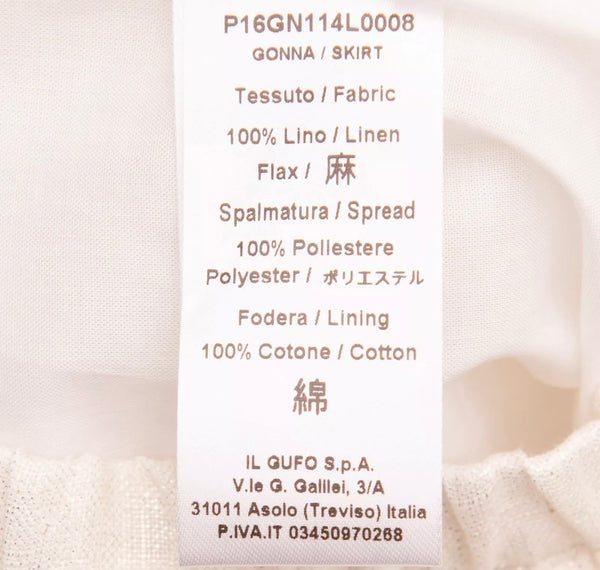 P16GN114L0008
GONNA / SKIRT
Tessuto / Fabric
100% Lino / Linen
Flax / 麻
Spalmatura / Spread
100% Poliestere
Polyester / ポリエステル
Fodera / Lining
100% Cotone / Cotton
綿
IL GUFO S.p.A.
V.le G. Galilei, 3/A
31011 Asolo (Treviso) Italia
P.IVA.IT 03450970268